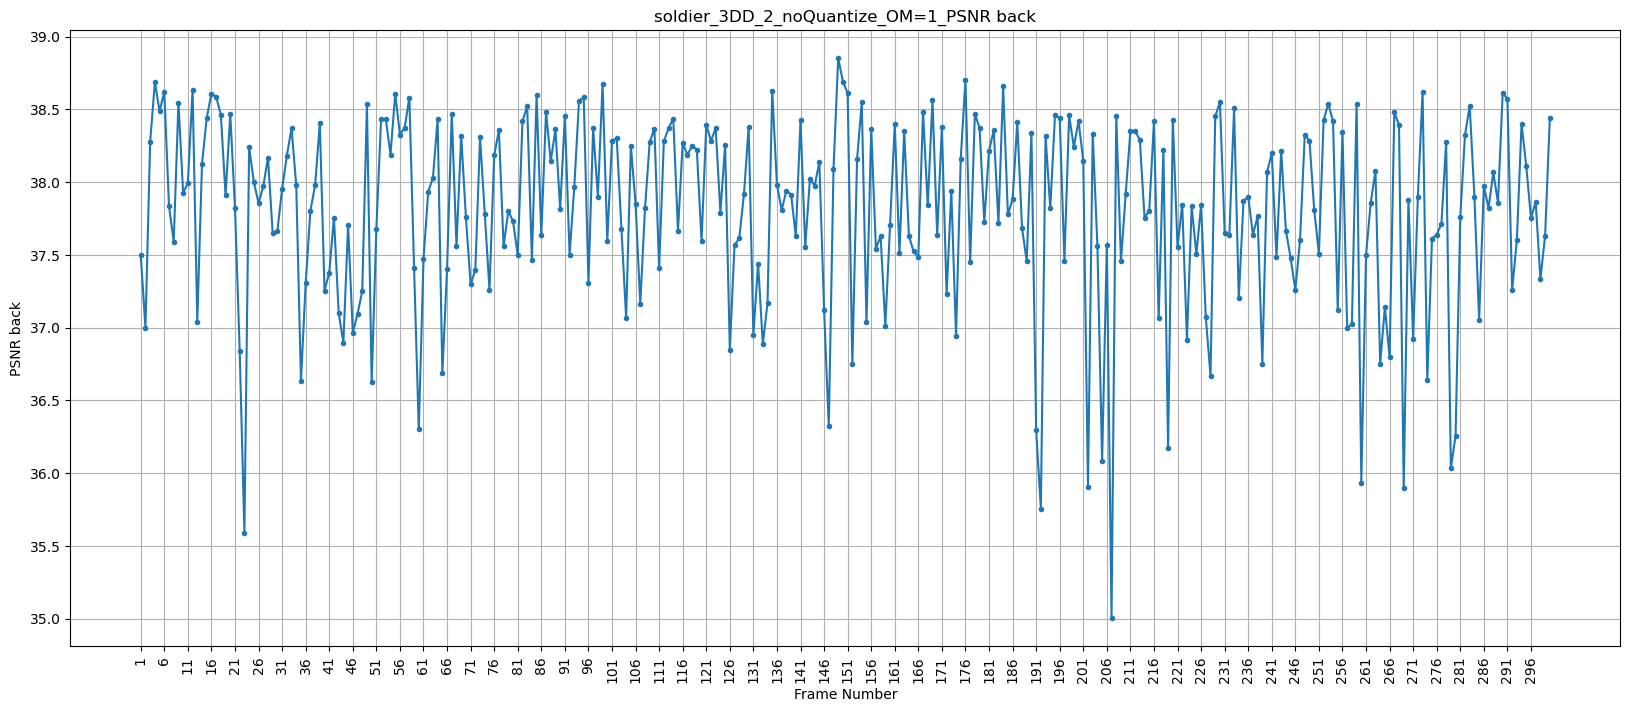 soldier_3DD_2_noQuantize_OM=1_PSNR back
PSNR back
39.0
38.5
38.0
37.5
37.0
36.5
36.0
35.5
35.0
1 6 11 16 21 26 31 36 41 46 51 56 61 66 71 76 81 86 91 96 101 106 111 116 121 126 131 136 141 146 151 156 161 166 171 176 181 186 191 196 201 206 211 216 221 226 231 236 241 246 251 256 261 266 271 276 281 286 291 296
Frame Number